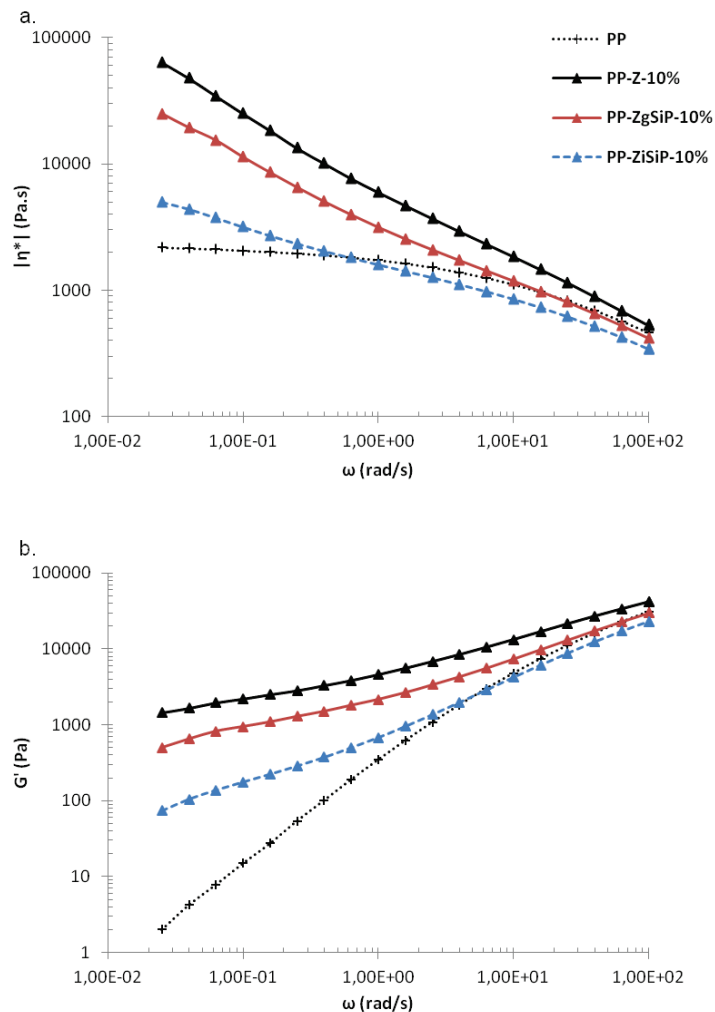 a.
100000
10000
1000
100
|η*| (Pa.s)
1,00E-02 1,00E-01 1,00E+00 1,00E+01 1,00E+02
ω (rad/s)
PP
PP-Z-10%
PP-ZgSiP-10%
PP-ZiSiP-10%
b.
100000
10000
1000
100
10
1
G' (Pa)
1,00E-02 1,00E-01 1,00E+00 1,00E+01 1,00E+02
ω (rad/s)